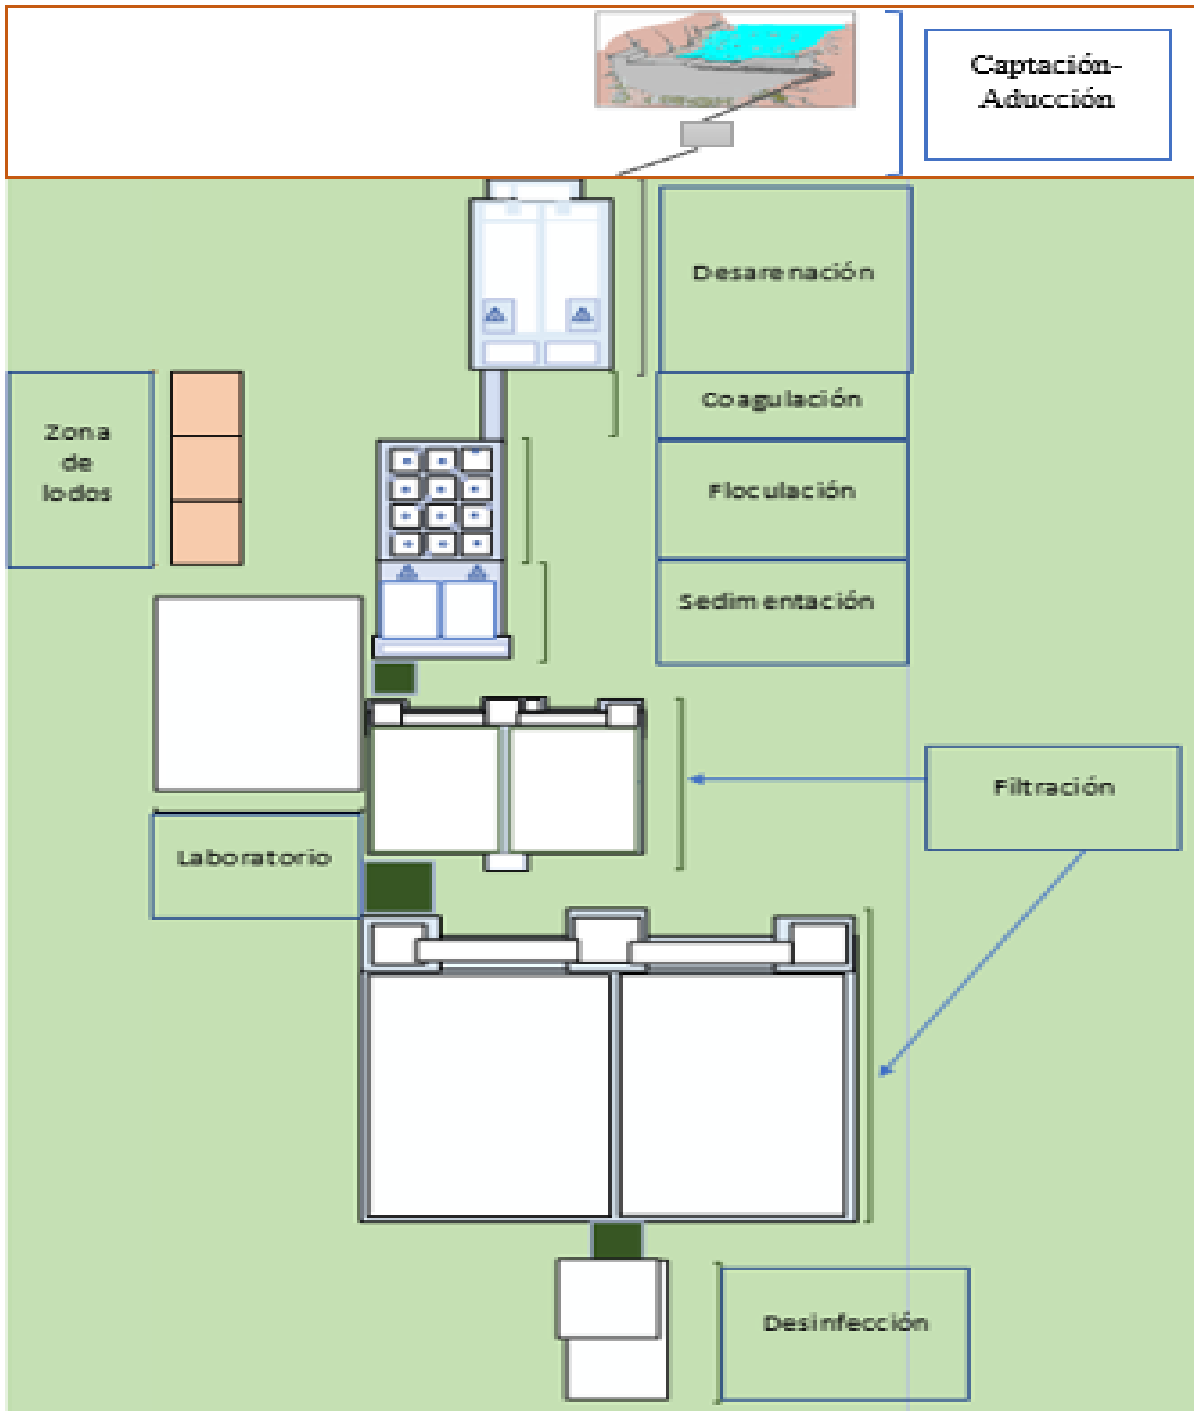 Captación-
Aducción
Desarenación
Coagulación
Zona
de
lodos
Floculación
Sedimentación
Filtración
Laboratorio
Desinfección